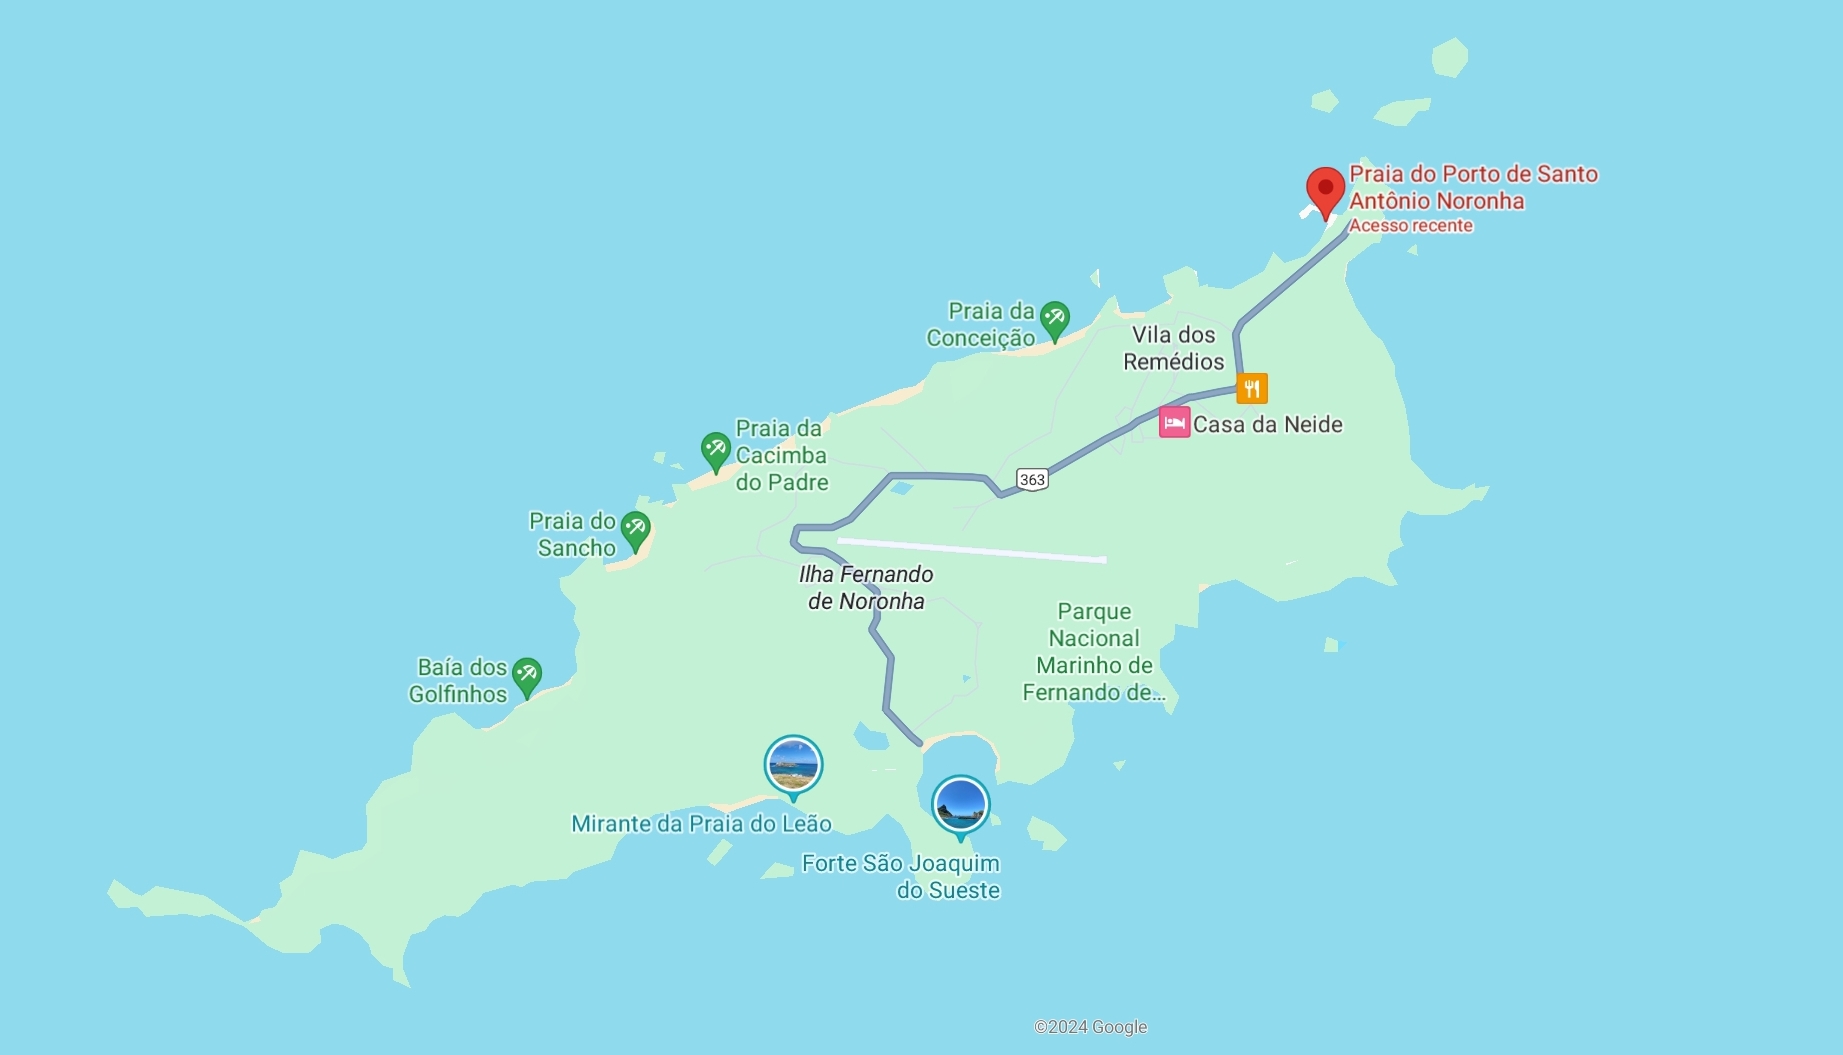 Praia do Porto de Santo
Antônio Noronha
Acesso recente
Praia da
Conceição
Vila dos
Remédios
Casa da Neide
Praia da
Cacimba
do Padre
363
Praia do
Sancho
Ilha Fernando
de Noronha
Parque
Nacional
Marinho de
Fernando de...
Baía dos
Golfinhos
Mirante da Praia do Leão
Forte São Joaquim
do Sueste
©2024 Google